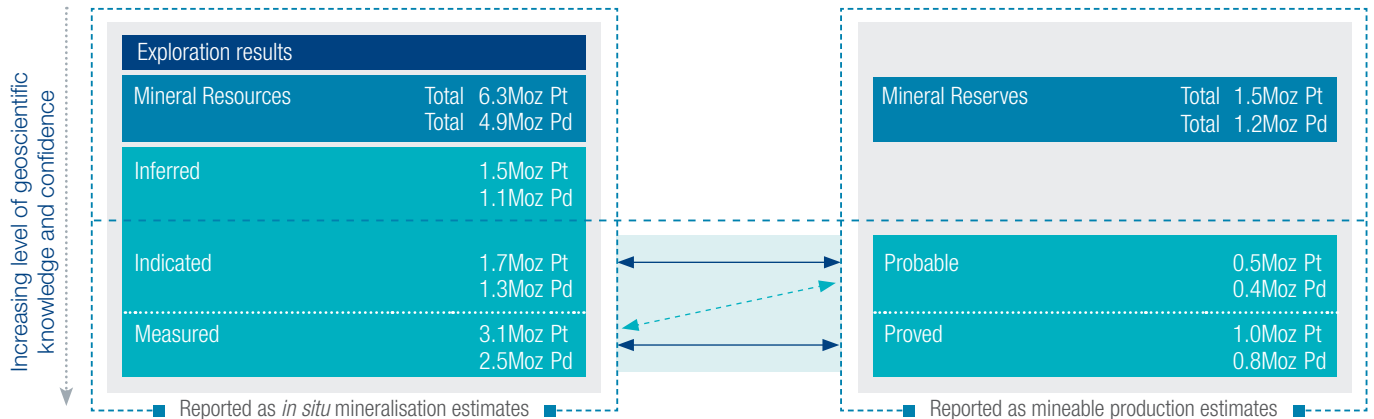 Increasing level of geoscientific
knowledge and confidence
Exploration results
Mineral Resources Total 6.3Moz Pt
Total 4.9Moz Pd
Inferred 1.5Moz Pt
1.1Moz Pd
Indicated 1.7Moz Pt
1.3Moz Pd
Measured 3.1Moz Pt
2.5Moz Pd
Reported as in situ mineralisation estimates
Mineral Reserves Total 1.5Moz Pt
Total 1.2Moz Pd
Probable 0.5Moz Pt
0.4Moz Pd
Proved 1.0Moz Pt
0.8Moz Pd
Reported as mineable production estimates